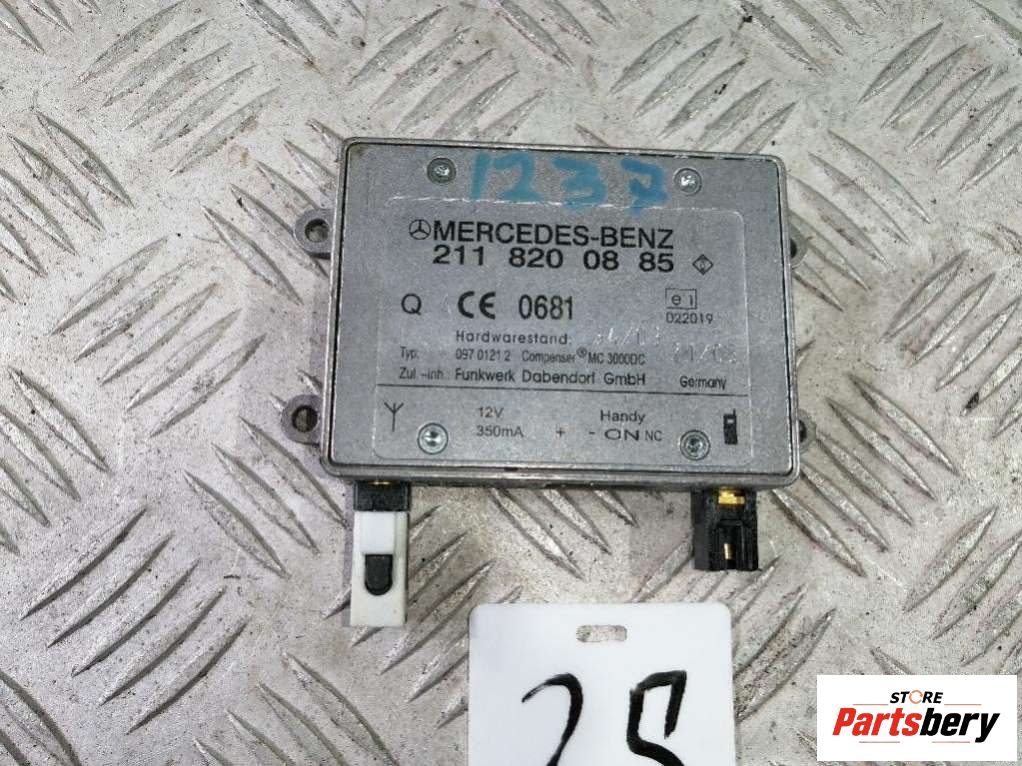 1237
MERCEDES-BENZ
211 820 08 85
Q CE 0681 e1
022019
Hardwarestand:
Typ: 097 0121 2 Compenser® MC 3000DC
Zul.-inh. Funkwerk Dabendorf GmbH Germany
12V Handy
350mA + - ON NC
25
STORE
Partsbery